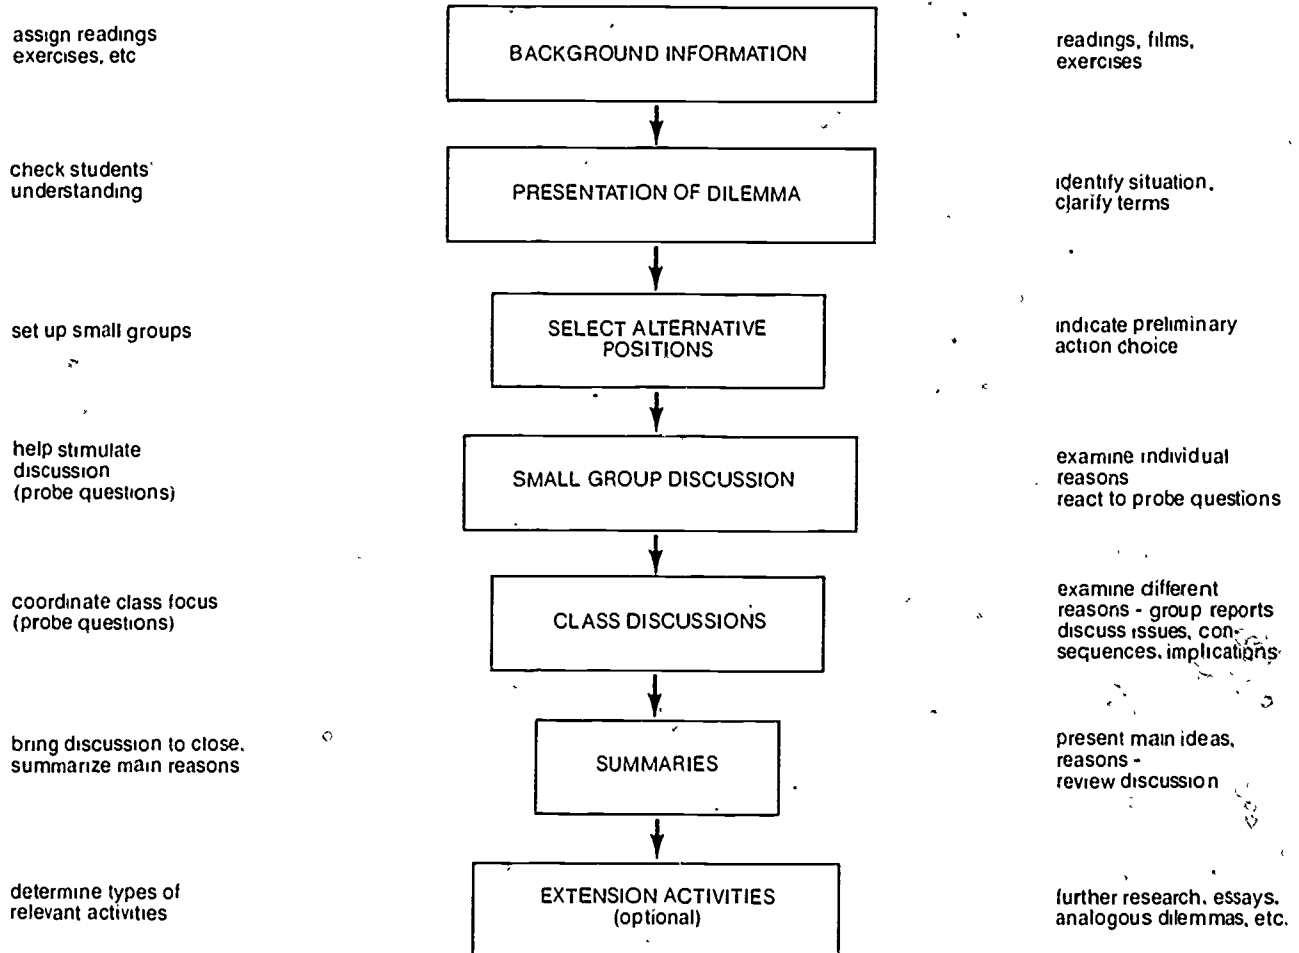 assign readings
exercises, etc
BACKGROUND INFORMATION
readings, films,
exercises
check students'
understanding
PRESENTATION OF DILEMMA
identify situation,
clarify terms
set up small groups
SELECT ALTERNATIVE
POSITIONS
indicate preliminary
action choice
help stimulate
discussion
(probe questions)
SMALL GROUP DISCUSSION
examine individual
reasons
react to probe questions
coordinate class focus
(probe questions)
CLASS DISCUSSIONS
examine different
reasons - group reports
discuss issues, con-
sequences, implications
bring discussion to close,
summarize main reasons
SUMMARIES
present main ideas,
reasons -
review discussion
determine types of
relevant activities
EXTENSION ACTIVITIES
(optional)
further research, essays,
analogous dilemmas, etc.